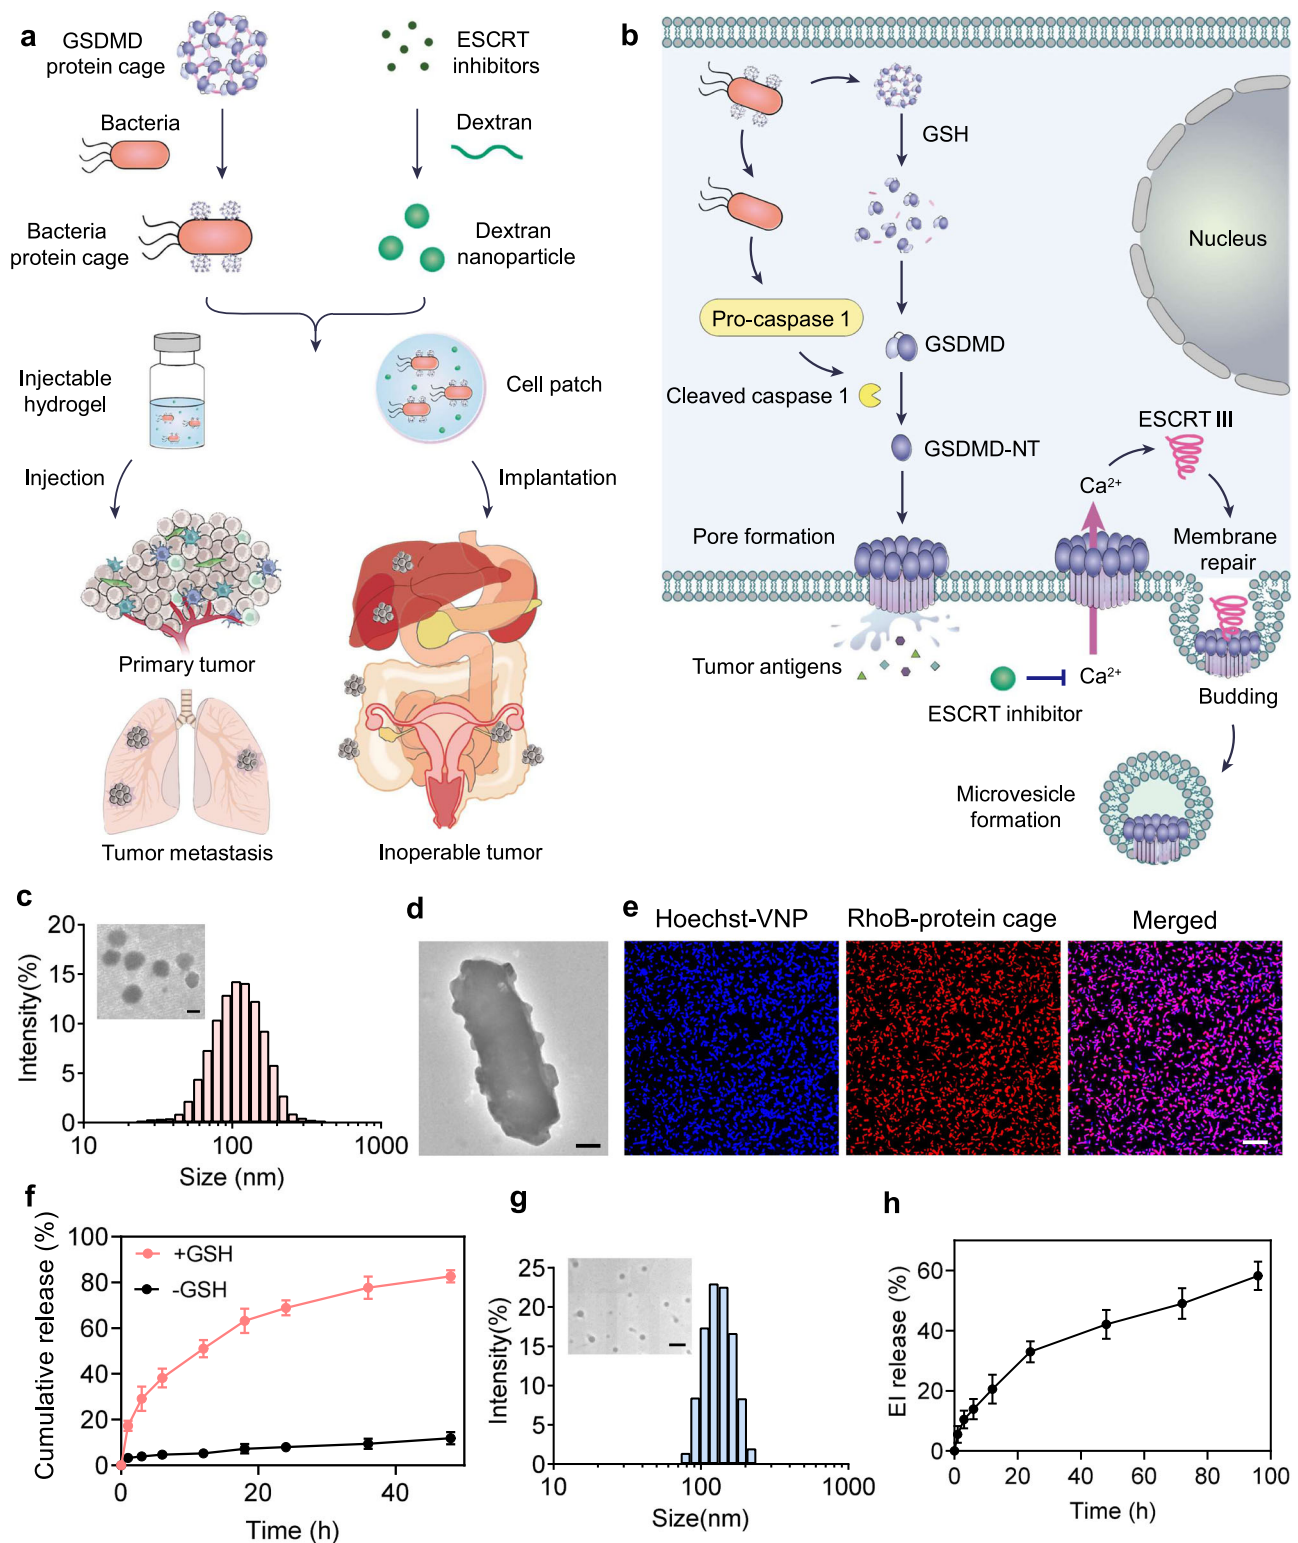 a
GSDMD
protein cage
ESCRT
inhibitors
Bacteria
Dextran
Bacteria
protein cage
Dextran
nanoparticle
Injectable
hydrogel
Cell patch
Injection
Implantation
Primary tumor
Tumor metastasis
Inoperable tumor
b
GSH
Nucleus
Pro-caspase 1
GSDMD
Cleaved caspase 1
ESCRT III
GSDMD-NT
Ca²⁺
Pore formation
Membrane
repair
Tumor antigens
Ca²⁺
ESCRT inhibitor
Budding
Microvesicle
formation
c
20
15
10
5
0
Intensity(%)
10
100
1000
Size (nm)
d
e
Hoechst-VNP
RhoB-protein cage
Merged
f
100
80
60
40
20
0
Cumulative release (%)
+GSH
-GSH
0
20
40
Time (h)
g
25
20
15
10
5
0
Intensity(%)
10
100
1000
Size(nm)
h
60
40
20
0
EI release (%)
0
20
40
60
80
100
Time (h)